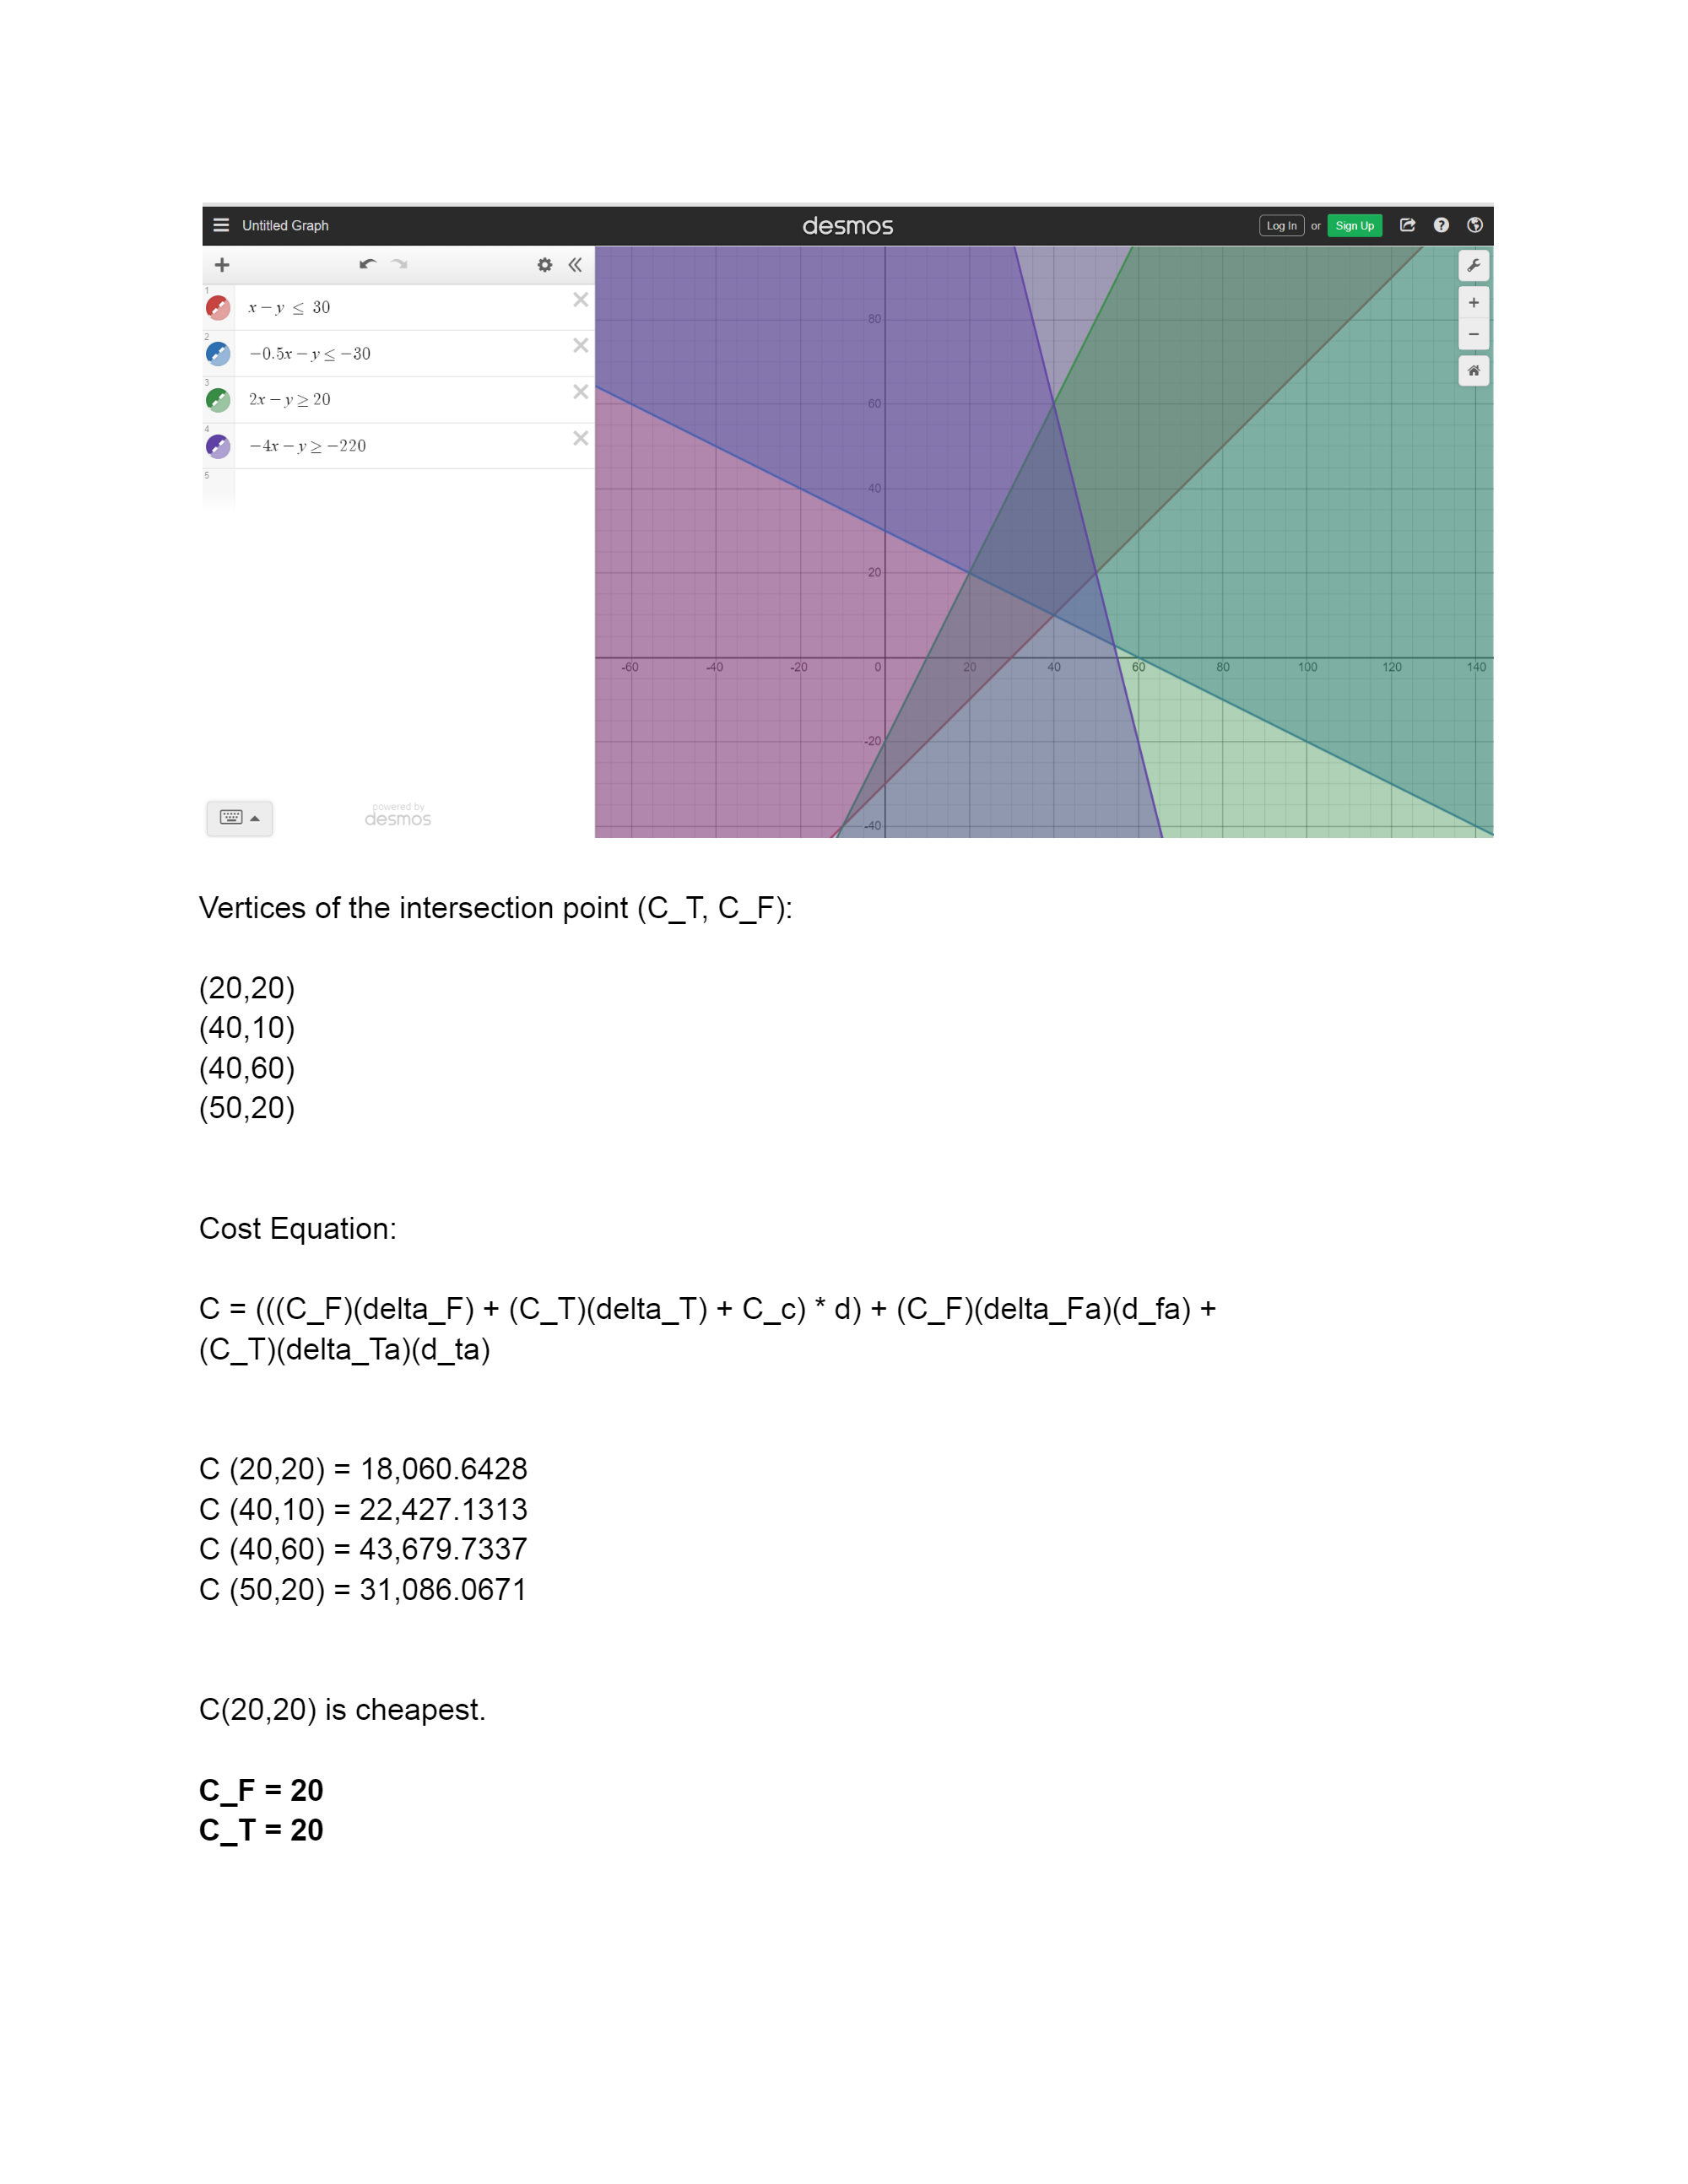 Untitled Graph
desmos
Log In or Sign Up
1
x − y ≤ 30
2
−0.5x − y ≤ −30
3
2x − y ≥ 20
4
−4x − y ≥ −220
5
powered by
desmos
80
60
40
20
-60 -40 -20 0 20 40 60 80 100 120 140
-20
-40
Vertices of the intersection point (C_T, C_F):
(20,20)
(40,10)
(40,60)
(50,20)
Cost Equation:
C = (((C_F)(delta_F) + (C_T)(delta_T) + C_c) * d) + (C_F)(delta_Fa)(d_fa) +
(C_T)(delta_Ta)(d_ta)
C (20,20) = 18,060.6428
C (40,10) = 22,427.1313
C (40,60) = 43,679.7337
C (50,20) = 31,086.0671
C(20,20) is cheapest.
C_F = 20
C_T = 20